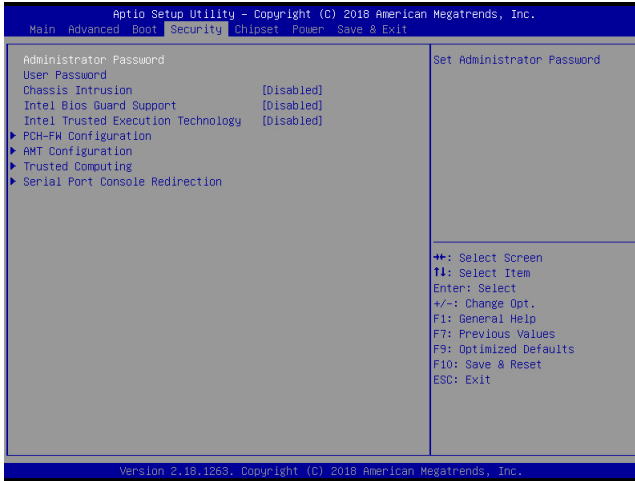 Aptio Setup Utility – Copyright (C) 2018 American Megatrends, Inc.
Main Advanced Boot Security Chipset Power Save & Exit
Administrator Password
User Password
Chassis Intrusion [Disabled]
Intel Bios Guard Support [Disabled]
Intel Trusted Execution Technology [Disabled]
PCH-FW Configuration
AMT Configuration
Trusted Computing
Serial Port Console Redirection
Set Administrator Password
→←: Select Screen
↑↓: Select Item
Enter: Select
+/-: Change Opt.
F1: General Help
F7: Previous Values
F9: Optimized Defaults
F10: Save & Reset
ESC: Exit
Version 2.18.1263. Copyright (C) 2018 American Megatrends, Inc.